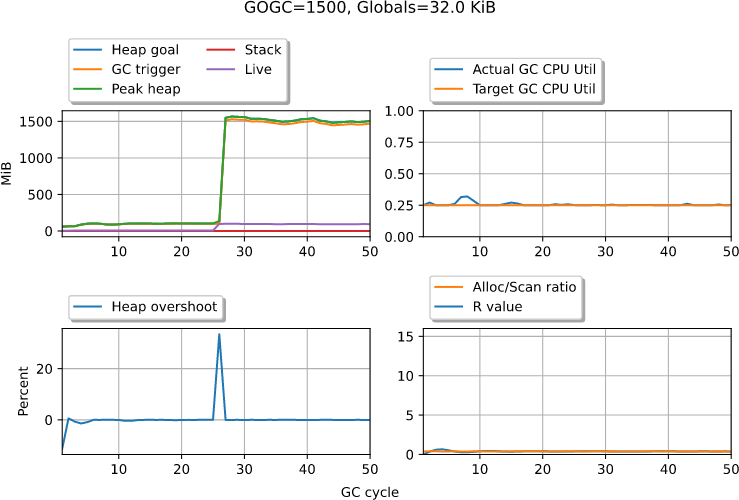 GOGC=1500, Globals=32.0 KiB
Heap goal
GC trigger
Peak heap
Stack
Live
Actual GC CPU Util
Target GC CPU Util
MiB
1500
1000
500
0
10 20 30 40 50
1.00
0.75
0.50
0.25
0.00
10 20 30 40 50
Heap overshoot
Alloc/Scan ratio
R value
Percent
20
0
10 20 30 40 50
15
10
5
0
10 20 30 40 50
GC cycle